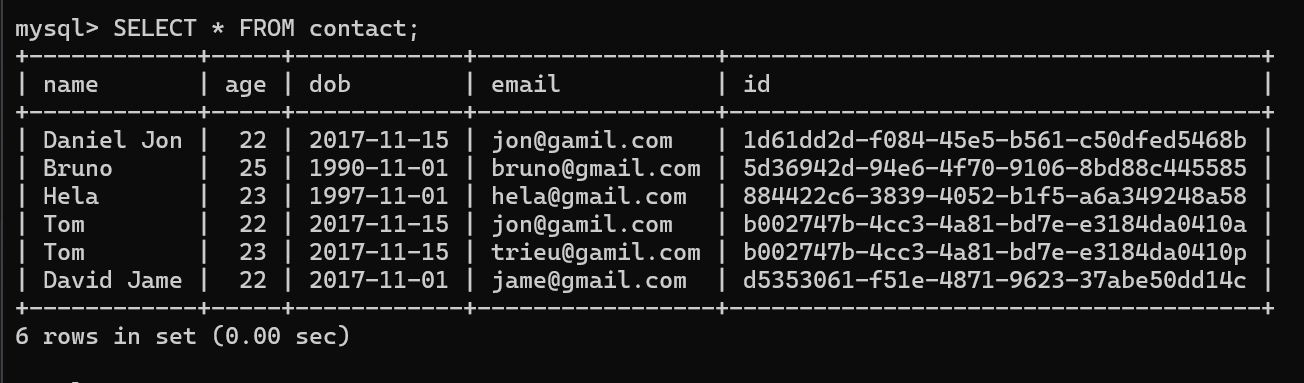 mysql> SELECT * FROM contact;
+------------+-----+------------+-----------------+--------------------------------------+
| name       | age | dob        | email           | id                                   |
+------------+-----+------------+-----------------+--------------------------------------+
| Daniel Jon |  22 | 2017-11-15 | jon@gamil.com   | 1d61dd2d-f084-45e5-b561-c50dfed5468b |
| Bruno      |  25 | 1990-11-01 | bruno@gmail.com | 5d36942d-94e6-4f70-9106-8bd88c445585 |
| Hela       |  23 | 1997-11-01 | hela@gmail.com  | 884422c6-3839-4052-b1f5-a6a349248a58 |
| Tom        |  22 | 2017-11-15 | jon@gamil.com   | b002747b-4cc3-4a81-bd7e-e3184da0410a |
| Tom        |  23 | 2017-11-15 | trieu@gamil.com | b002747b-4cc3-4a81-bd7e-e3184da0410p |
| David Jame |  22 | 2017-11-01 | jame@gmail.com  | d5353061-f51e-4871-9623-37abe50dd14c |
+------------+-----+------------+-----------------+--------------------------------------+
6 rows in set (0.00 sec)